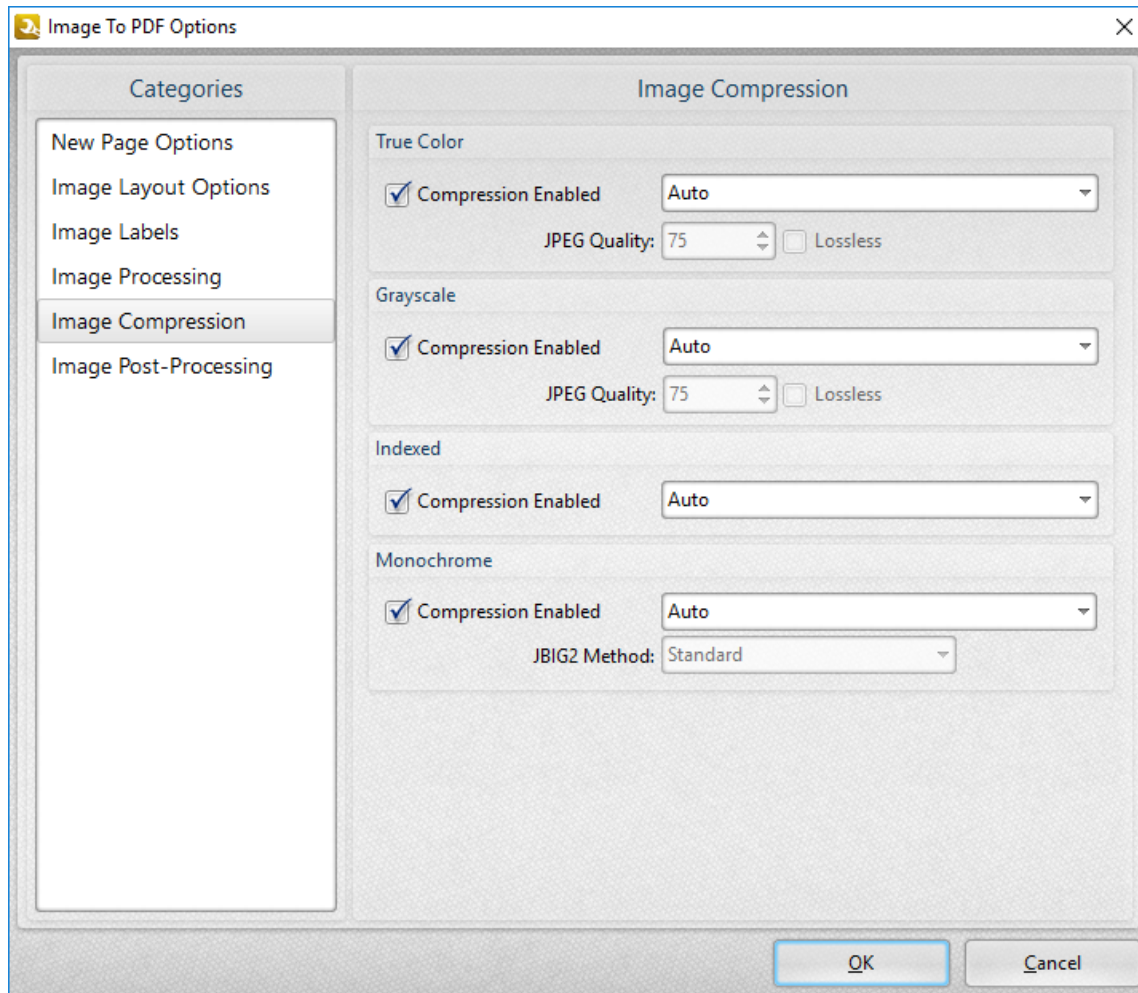 Image To PDF Options
Categories
New Page Options
Image Layout Options
Image Labels
Image Processing
Image Compression
Image Post-Processing
Image Compression
True Color
Compression Enabled Auto
JPEG Quality: 75 Lossless
Grayscale
Compression Enabled Auto
JPEG Quality: 75 Lossless
Indexed
Compression Enabled Auto
Monochrome
Compression Enabled Auto
JBIG2 Method: Standard
OK Cancel